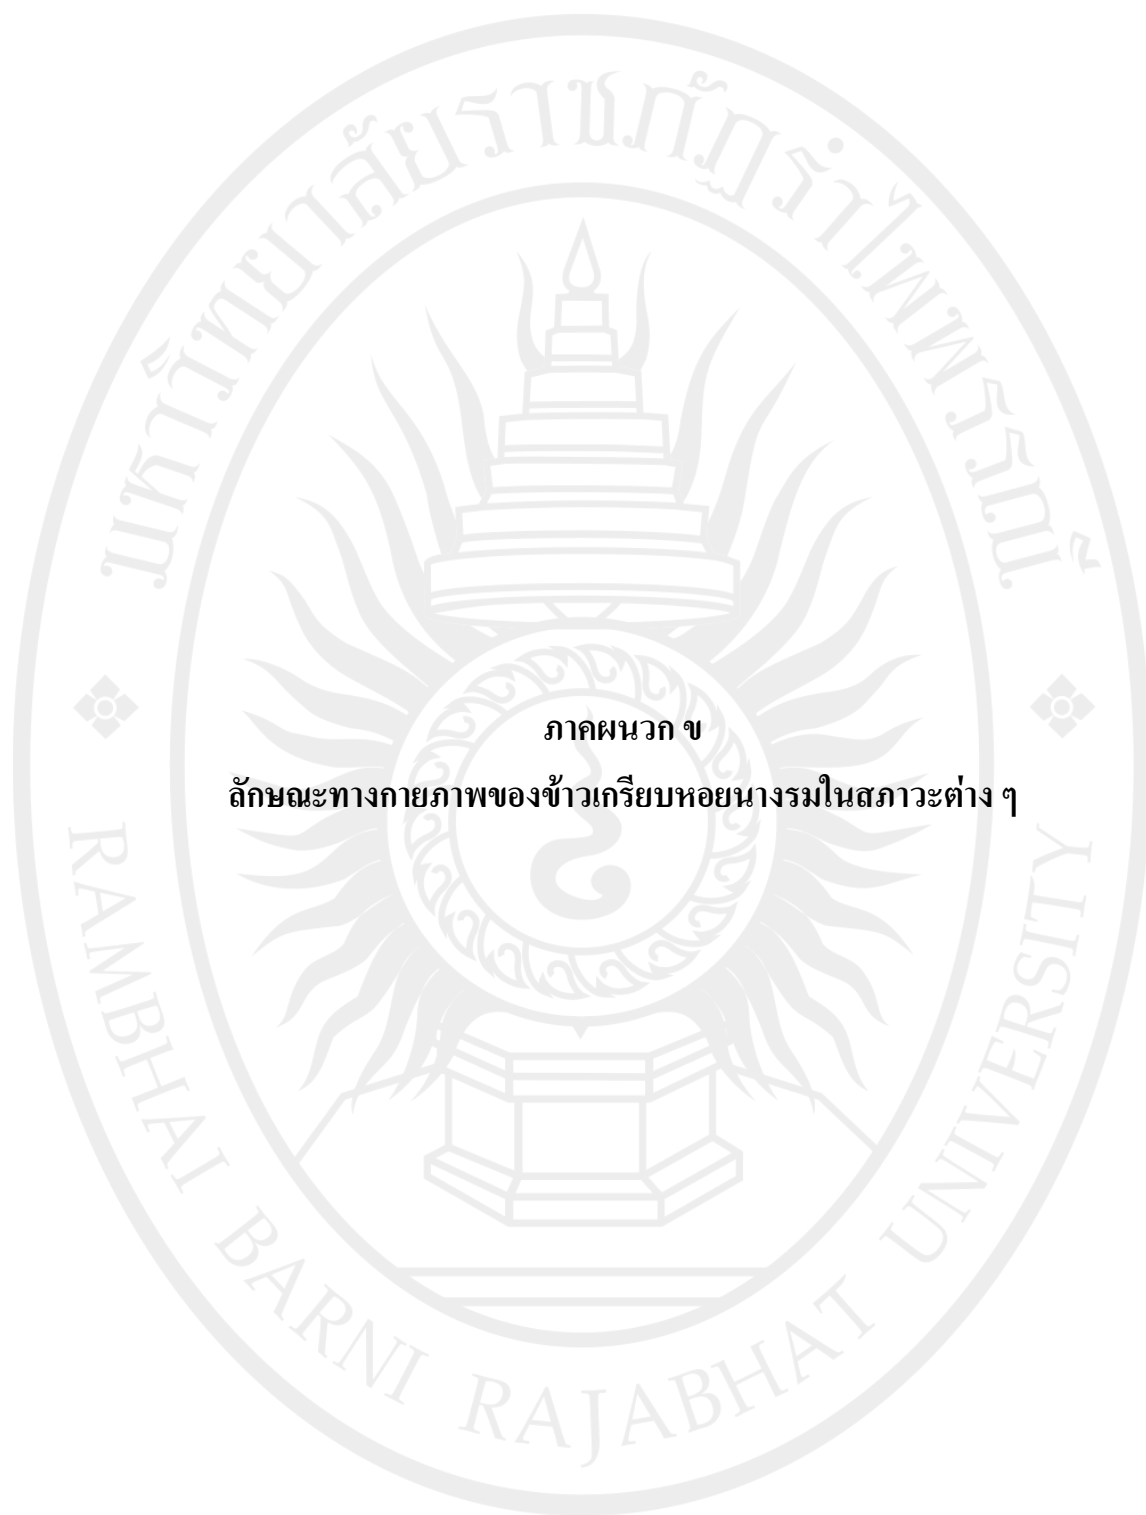 มหาวิทยาลัยราชภัฏรำไพพรรณี
ภาคผนวก ข
ลักษณะทางกายภาพของข้าวเกรียบหอยนางรมในสภาวะต่าง ๆ
RAMBHAI BARNI RAJABHAT UNIVERSITY